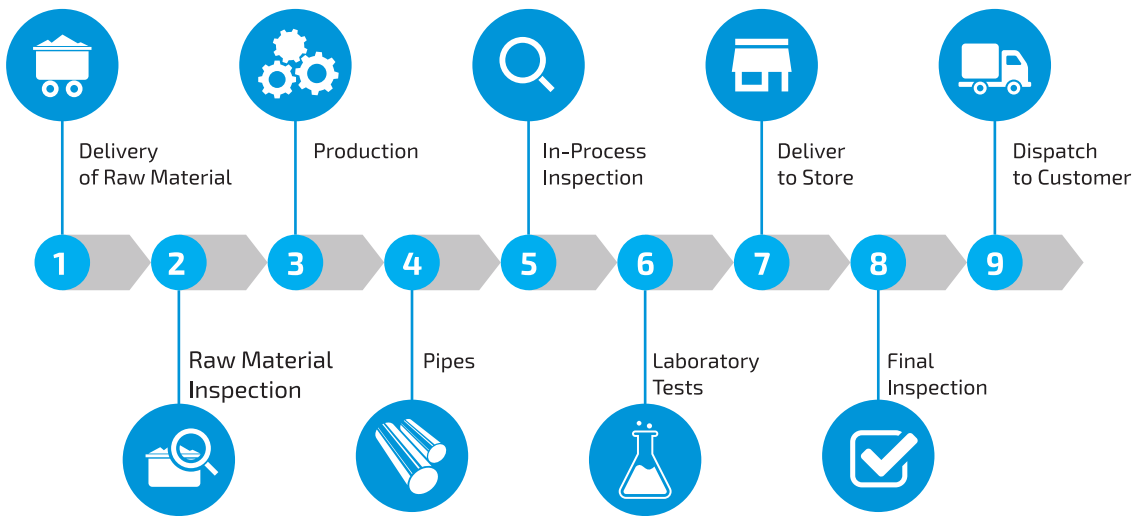 Delivery
of Raw Material
Production
In-Process
Inspection
Deliver
to Store
Dispatch
to Customer
1
2
3
4
5
6
7
8
9
Raw Material
Inspection
Pipes
Laboratory
Tests
Final
Inspection